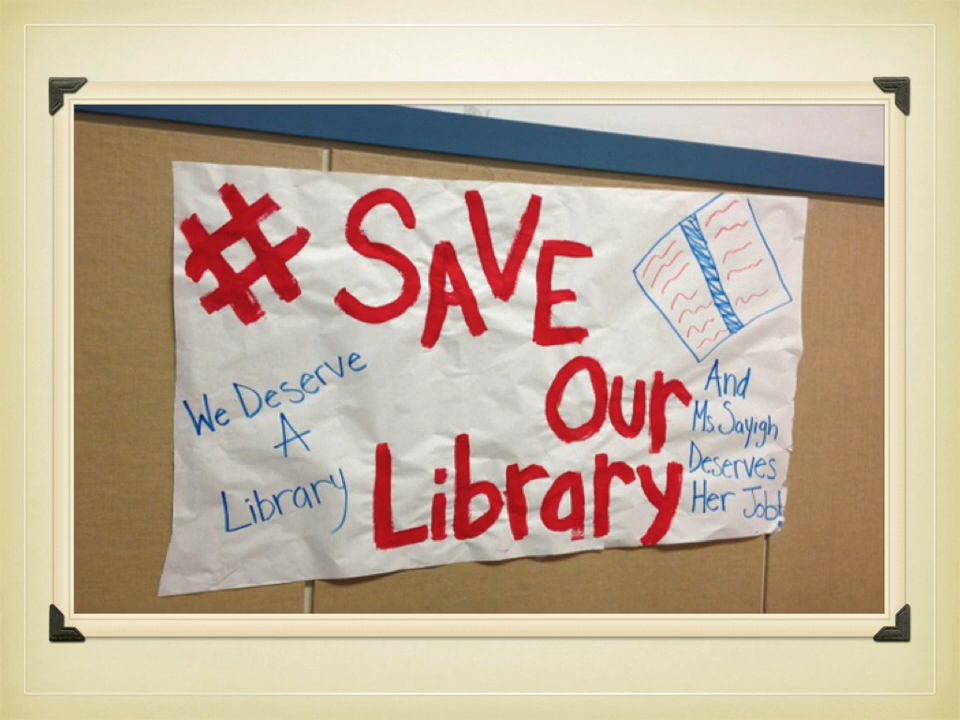 # SAVE
Our
Library
We Deserve
A
Library
And
Ms Sayigh
Deserves
Her Job!